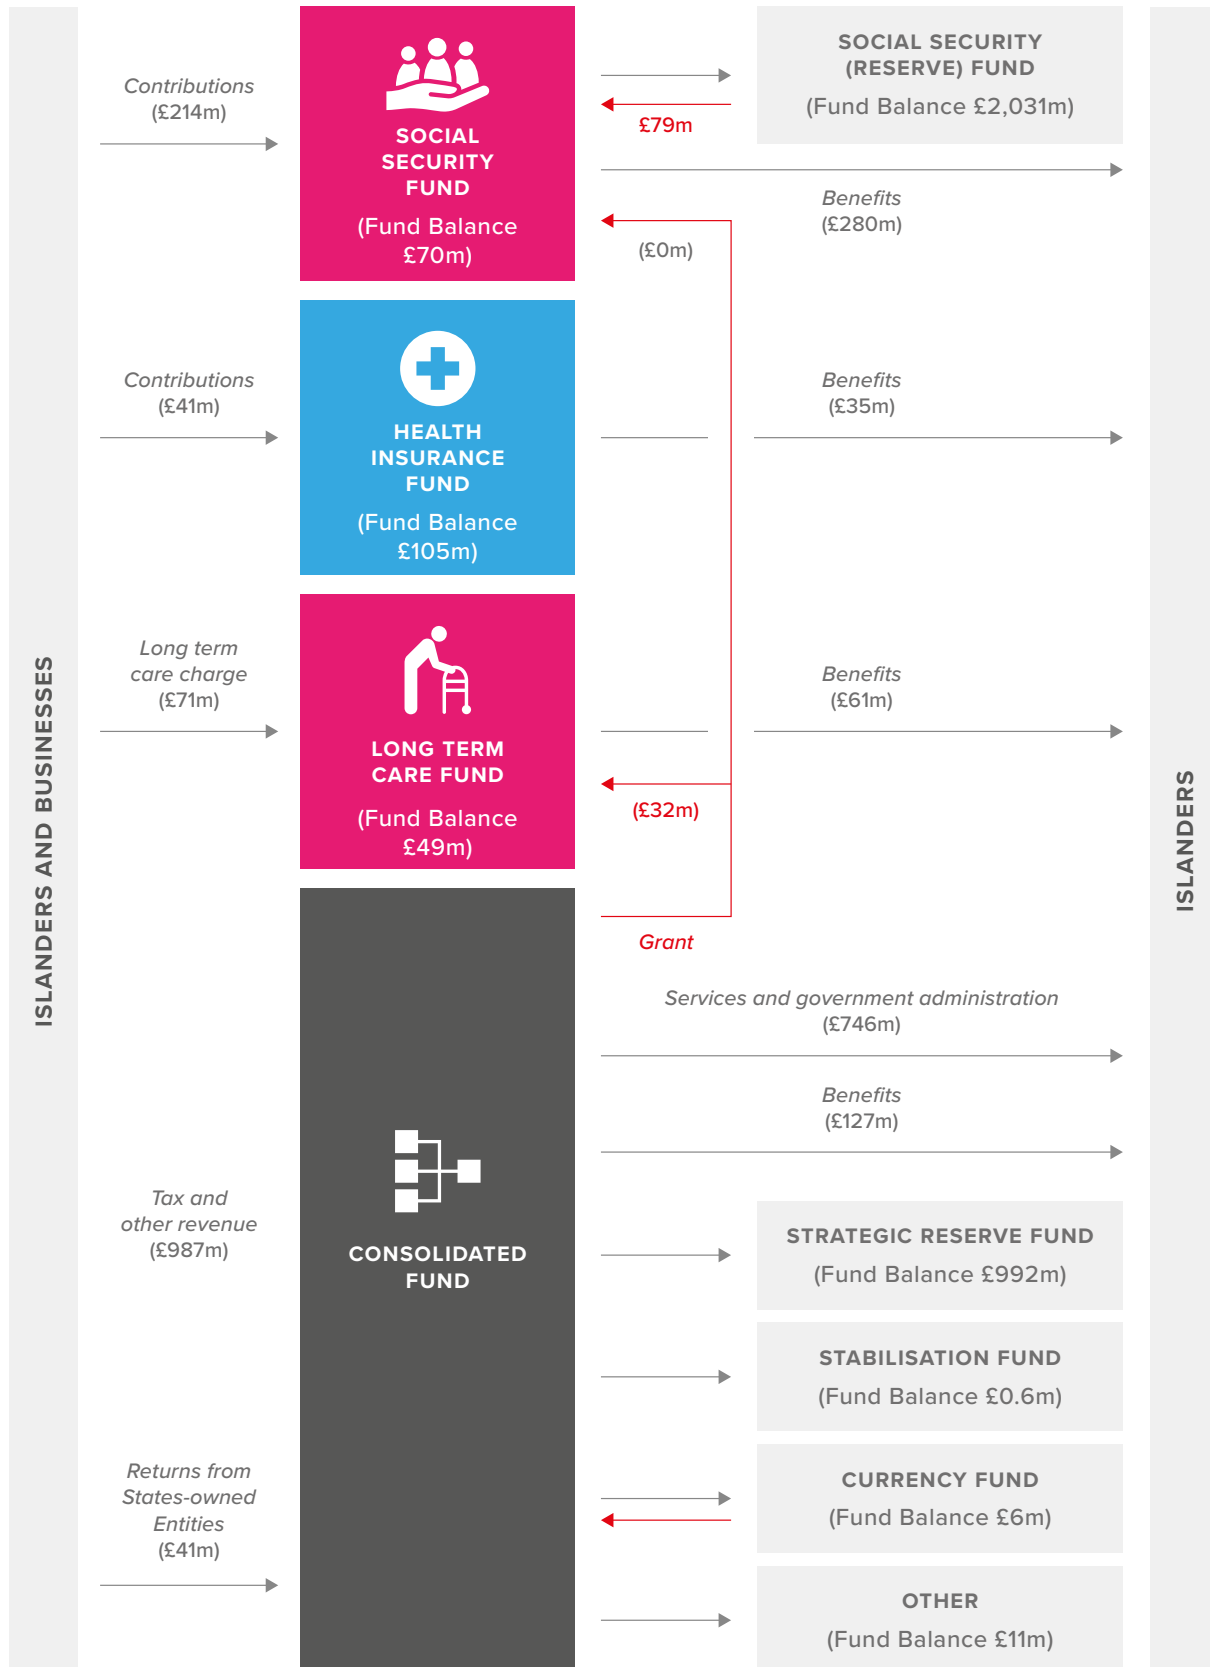 ISLANDERS AND BUSINESSES
Contributions
(£214m)
SOCIAL
SECURITY
FUND
(Fund Balance
£70m)
£79m
SOCIAL SECURITY
(RESERVE) FUND
(Fund Balance £2,031m)
Benefits
(£280m)
(£0m)
Contributions
(£41m)
HEALTH
INSURANCE
FUND
(Fund Balance
£105m)
Benefits
(£35m)
Long term
care charge
(£71m)
LONG TERM
CARE FUND
(Fund Balance
£49m)
Benefits
(£61m)
(£32m)
Grant
Services and government administration
(£746m)
Benefits
(£127m)
Tax and
other revenue
(£987m)
CONSOLIDATED
FUND
STRATEGIC RESERVE FUND
(Fund Balance £992m)
STABILISATION FUND
(Fund Balance £0.6m)
Returns from
States-owned
Entities
(£41m)
CURRENCY FUND
(Fund Balance £6m)
OTHER
(Fund Balance £11m)
ISLANDERS